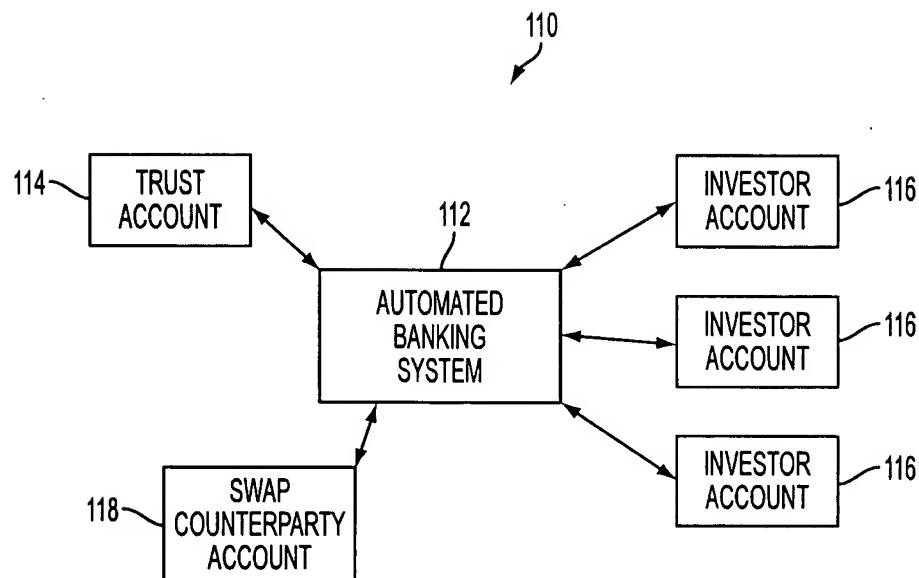 110
114
TRUST
ACCOUNT
112
AUTOMATED
BANKING
SYSTEM
INVESTOR
ACCOUNT
116
INVESTOR
ACCOUNT
116
INVESTOR
ACCOUNT
116
118
SWAP
COUNTERPARTY
ACCOUNT